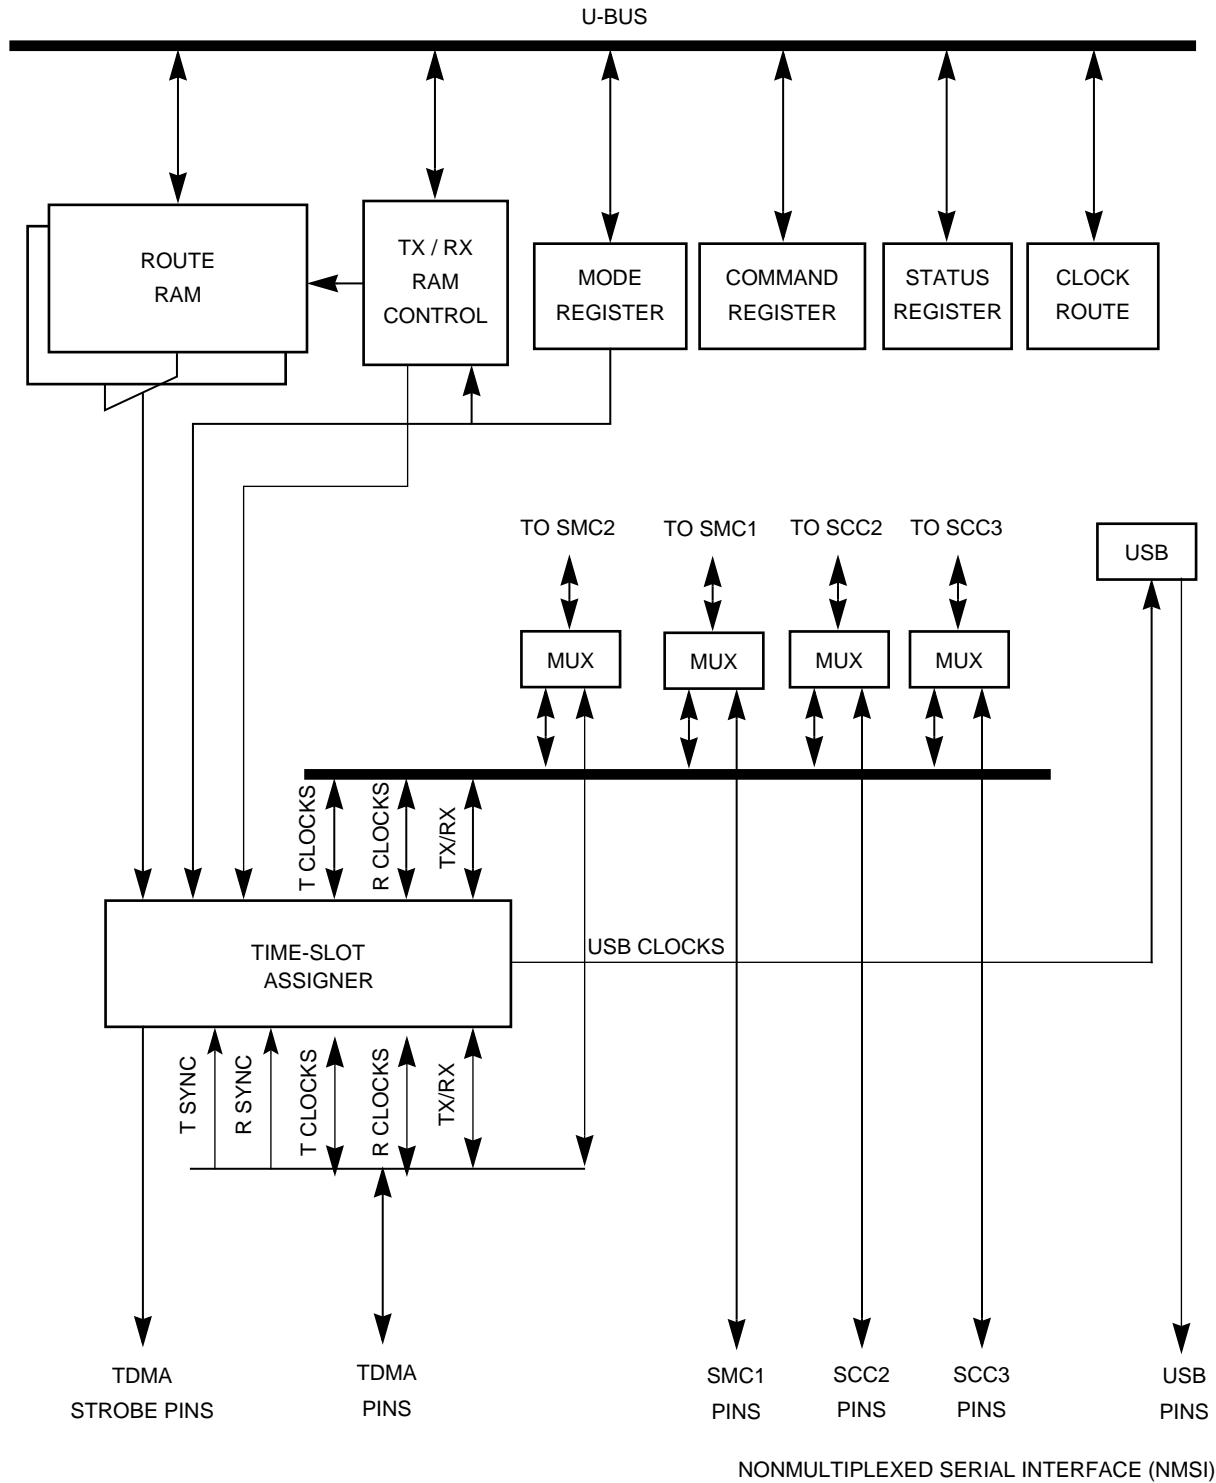 U-BUS
ROUTE
RAM
TX / RX
RAM
CONTROL
MODE
REGISTER
COMMAND
REGISTER
STATUS
REGISTER
CLOCK
ROUTE
TO SMC2
TO SMC1
TO SCC2
TO SCC3
USB
MUX
MUX
MUX
MUX
T CLOCKS
R CLOCKS
TX/RX
TIME-SLOT
ASSIGNER
USB CLOCKS
T SYNC
R SYNC
T CLOCKS
R CLOCKS
TX/RX
TDMA
STROBE PINS
TDMA
PINS
SMC1
PINS
SCC2
PINS
SCC3
PINS
USB
PINS
NONMULTIPLEXED SERIAL INTERFACE (NMSI)